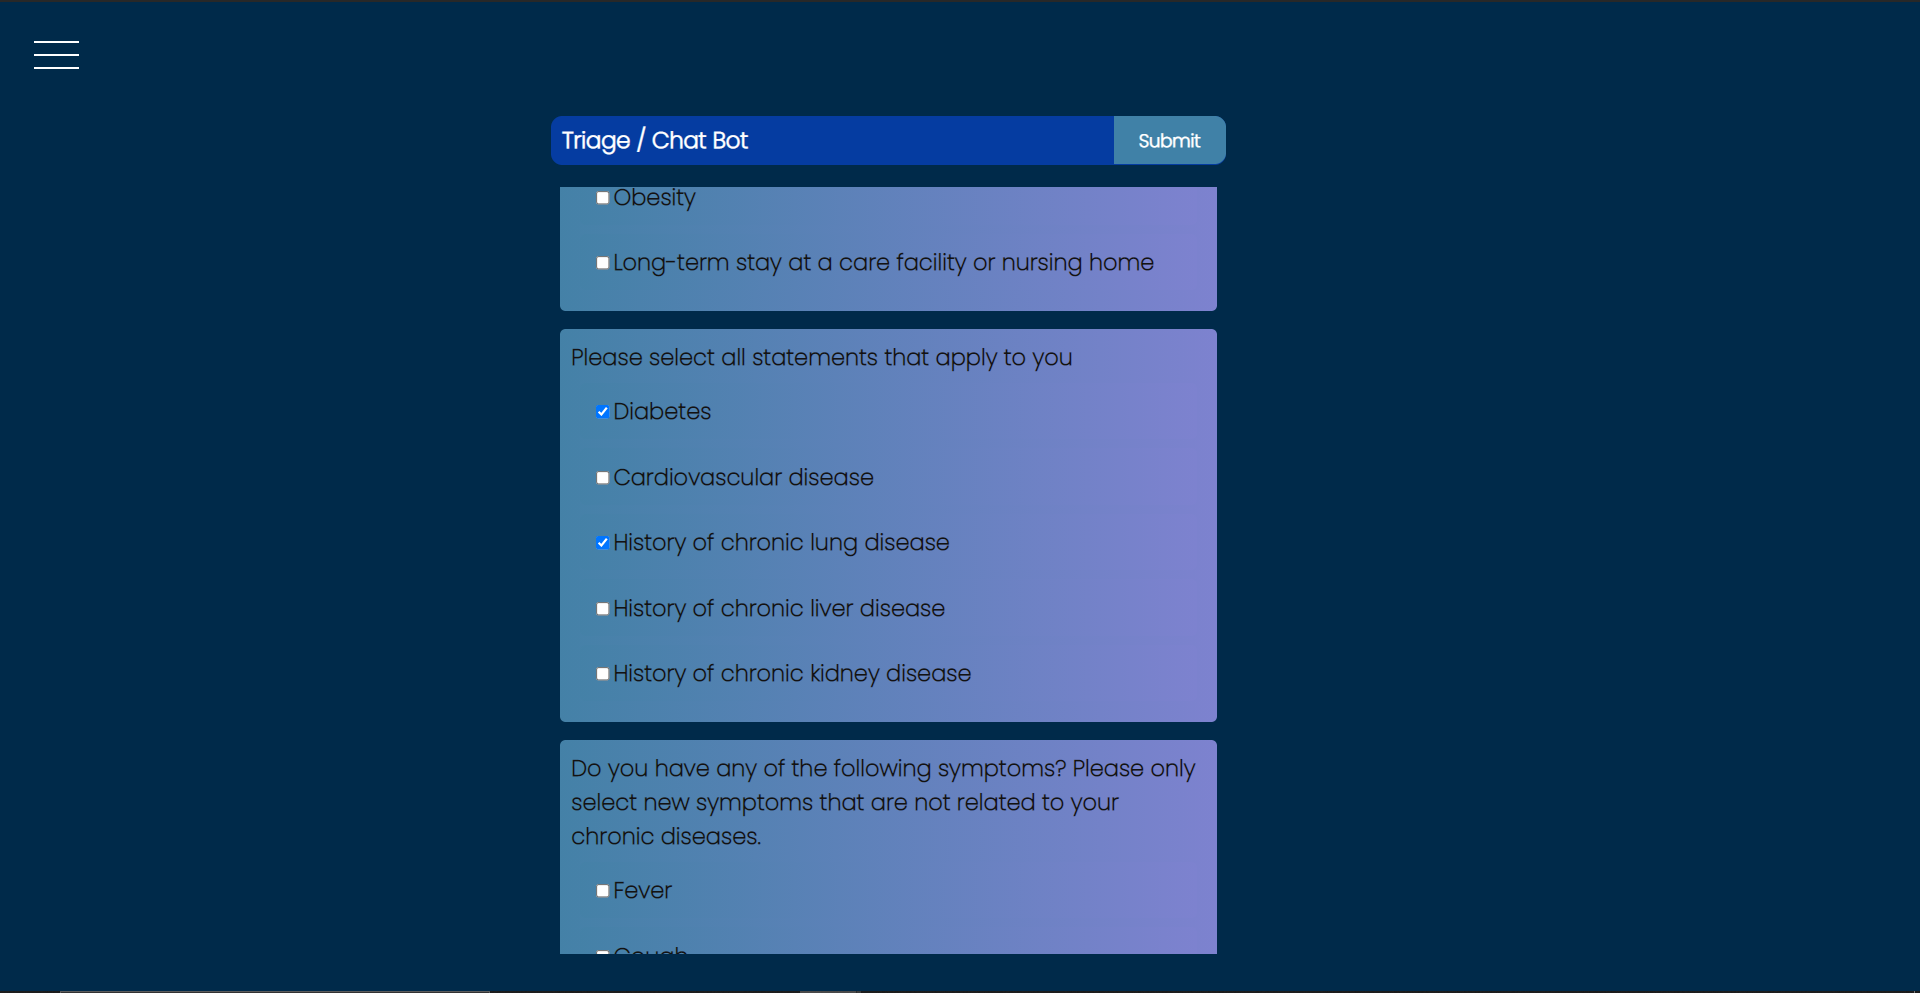 Triage / Chat Bot
Submit
Obesity
Long-term stay at a care facility or nursing home
Please select all statements that apply to you
Diabetes
Cardiovascular disease
History of chronic lung disease
History of chronic liver disease
History of chronic kidney disease
Do you have any of the following symptoms? Please only
select new symptoms that are not related to your
chronic diseases.
Fever
Cough